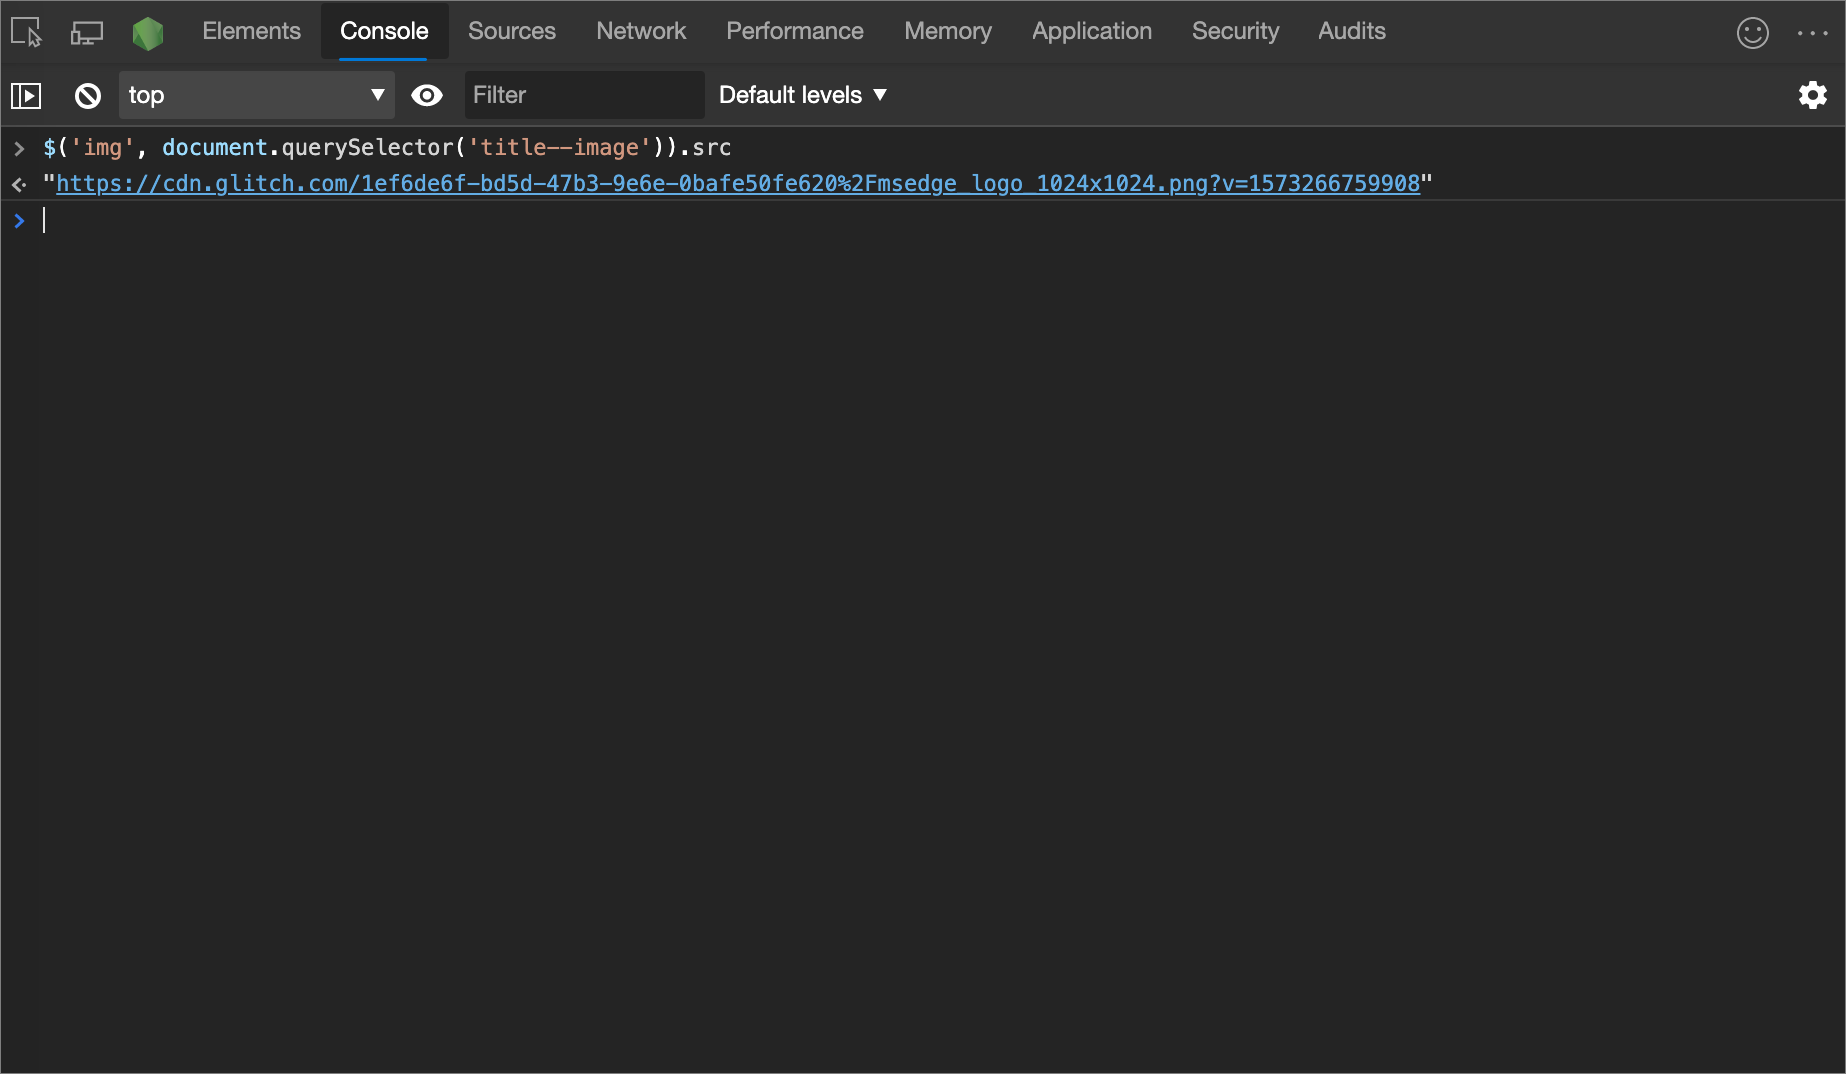 Elements Console Sources Network Performance Memory Application Security Audits
top Filter Default levels
$('img', document.querySelector('title--image')).src
"https://cdn.glitch.com/1ef6de6f-bd5d-47b3-9e6e-0bafe50fe620%2Fmsedge_logo_1024x1024.png?v=1573266759908"